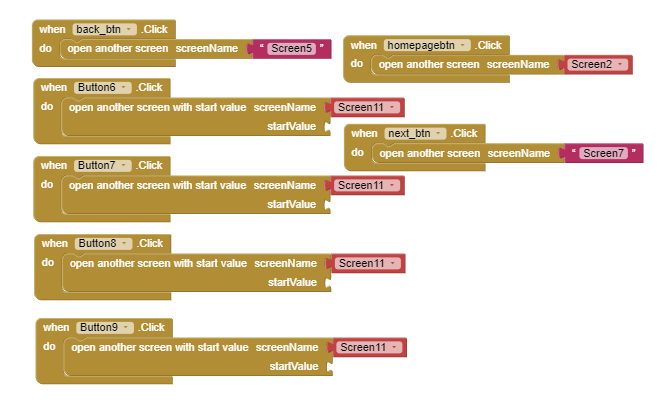 when back_btn .Click
do open another screen screenName " Screen5 "
when homepagebtn .Click
do open another screen screenName Screen2
when Button6 .Click
do open another screen with start value screenName Screen11
startValue
when next_btn .Click
do open another screen screenName " Screen7 "
when Button7 .Click
do open another screen with start value screenName Screen11
startValue
when Button8 .Click
do open another screen with start value screenName Screen11
startValue
when Button9 .Click
do open another screen with start value screenName Screen11
startValue